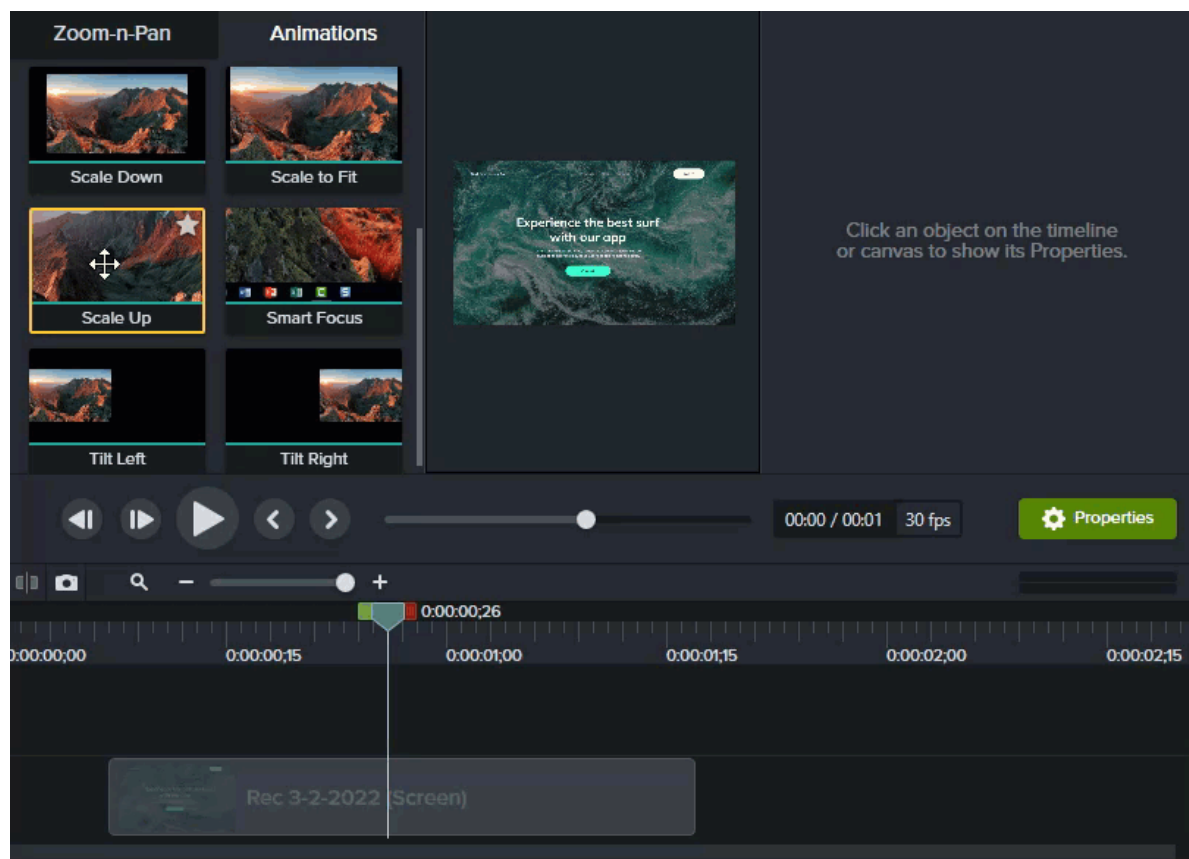 Zoom-n-Pan
Animations
Scale Down
Scale to Fit
Scale Up
Smart Focus
Tilt Left
Tilt Right
Experience the best surf
with our app
Click an object on the timeline
or canvas to show its Properties.
00:00 / 00:01
30 fps
Properties
0:00:00;26
0:00:00;00
0:00:00;15
0:00:01;00
0:00:01;15
0:00:02;00
0:00:02;15
Rec 3-2-2022 (Screen)